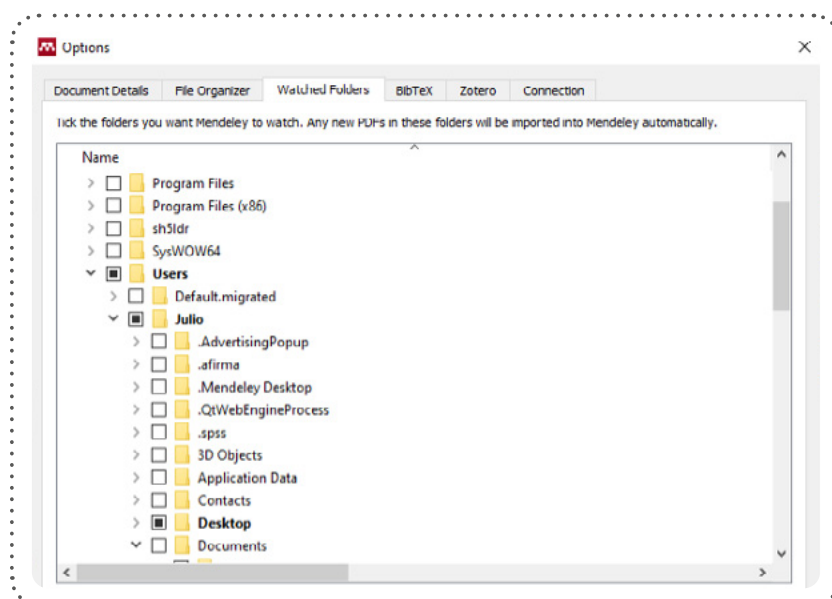 Options
Document Details File Organizer Watched Folders BibTeX Zotero Connection
Tick the folders you want Mendeley to watch. Any new PDFs in these folders will be imported into Mendeley automatically.
Name
Program Files
Program Files (x86)
sh5ldr
SysWOW64
Users
Default.migrated
Julio
.AdvertisingPopup
.afirma
.Mendeley Desktop
.QtWebEngineProcess
.spss
3D Objects
Application Data
Contacts
Desktop
Documents